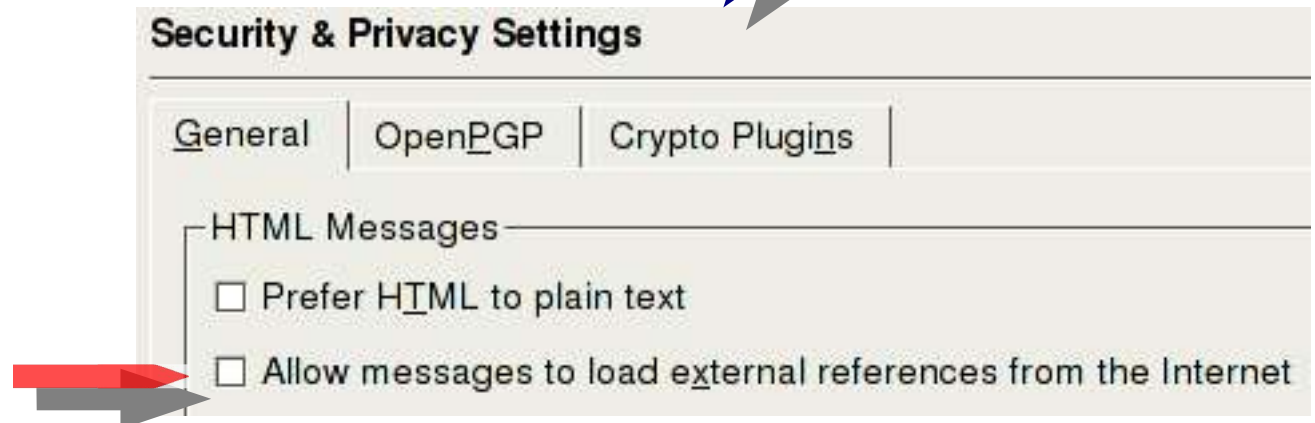 Security & Privacy Settings
General OpenPGP Crypto Plugins
HTML Messages
Prefer HTML to plain text
Allow messages to load external references from the Internet